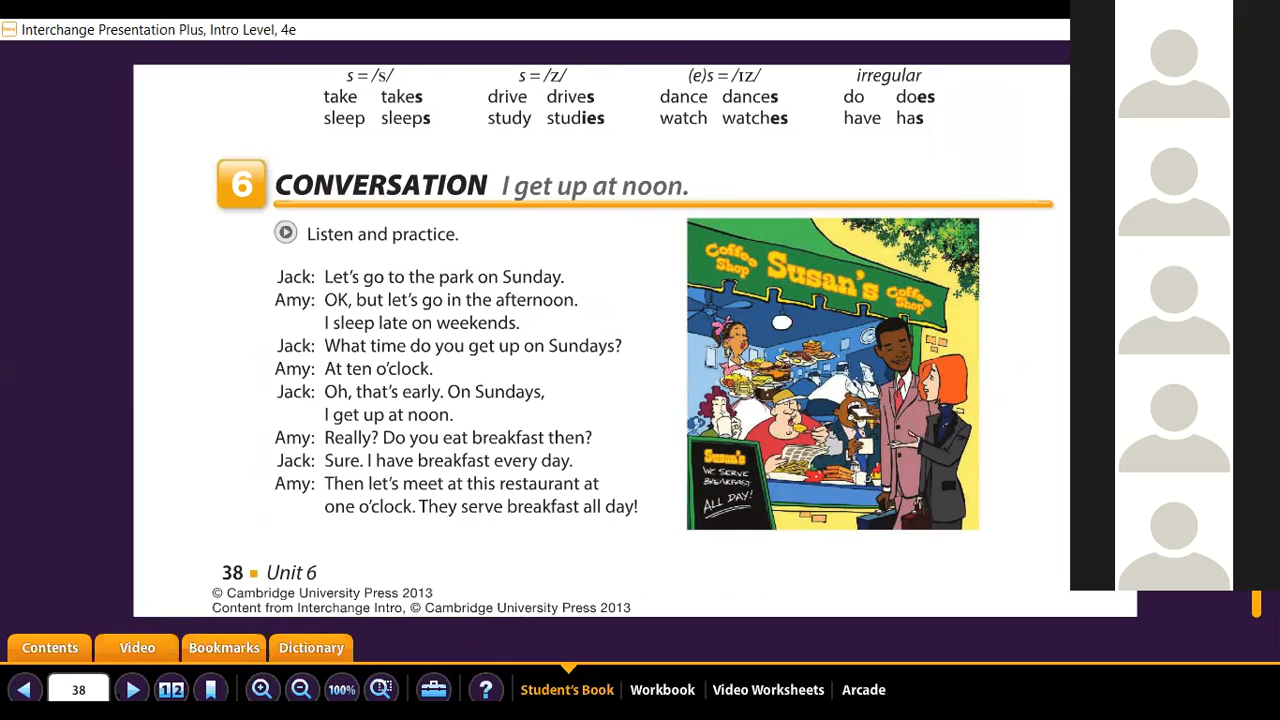 Interchange Presentation Plus, Intro Level, 4e
s = /s/ s = /z/ (e)s = /ɪz/ irregular
take takes drive drives dance dances do does
sleep sleeps study studies watch watches have has
6 CONVERSATION I get up at noon.
Listen and practice.
Jack: Let's go to the park on Sunday.
Amy: OK, but let's go in the afternoon.
I sleep late on weekends.
Jack: What time do you get up on Sundays?
Amy: At ten o'clock.
Jack: Oh, that's early. On Sundays,
I get up at noon.
Amy: Really? Do you eat breakfast then?
Jack: Sure. I have breakfast every day.
Amy: Then let's meet at this restaurant at
one o'clock. They serve breakfast all day!
Coffee Shop Susan's Coffee Shop
Susan's
WE SERVE
BREAKFAST
ALL DAY!
38 Unit 6
© Cambridge University Press 2013
Content from Interchange Intro, © Cambridge University Press 2013
Contents Video Bookmarks Dictionary
38 1 2 100% ? Student's Book Workbook Video Worksheets Arcade